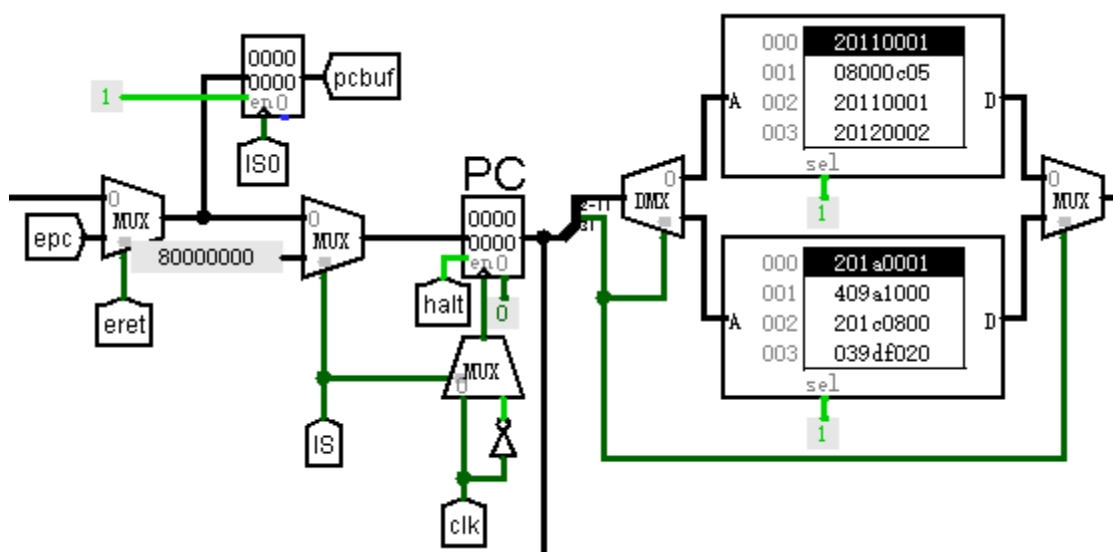 0000
0000
en 0
pcbuf
1
IS0
0
MUX
epc
80000000
eret
0
MUX
PC
0000
0000
en 0
halt
0
IS
0
MUX
clk
0
DMX
000 20110001
001 08000c05
002 20110001
003 20120002
A
D
sel
1
000 201a0001
001 409a1000
002 201c0800
003 039df020
A
D
sel
1
0
MUX